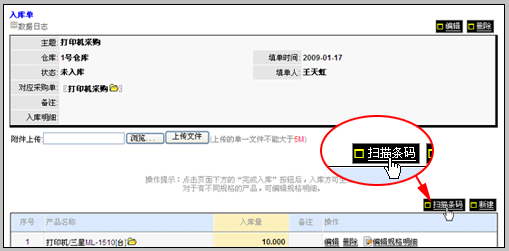 入库单
数据日志 编辑 删除
主题: 打印机采购
仓库: 1号仓库 填单时间: 2009-01-17
状态: 未入库 填单人: 王天虹
对应采购单: 打印机采购
备注:
入库明细:
附件上传: 浏览... 上传文件 (上传的单一文件不能大于5M)
扫描条码
操作提示：点击页面下方的“完成入库”按钮后，入库方可生
对于有不同规格的产品，可编辑规格明细。
扫描条码 新建
序号 产品名称 入库量 备注 操作
1 打印机/三星ML-1510[台] 10.000 编辑 删除 编辑规格明细